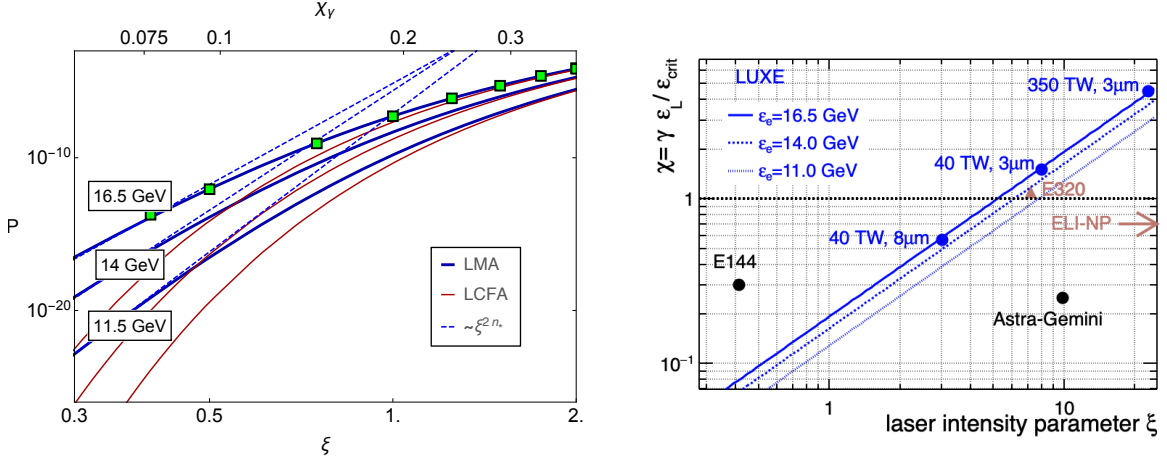 χγ
0.075 0.1 0.2 0.3
10⁻¹⁰
16.5 GeV
P
14 GeV
10⁻²⁰
11.5 GeV
LMA
LCFA
~ξ²ⁿ*
0.3 0.5 1. 2.
ξ
χ= γ ε_L / ε_crit
LUXE
ε_e=16.5 GeV
ε_e=14.0 GeV
ε_e=11.0 GeV
350 TW, 3μm
40 TW, 3μm
E320
1
ELI-NP
40 TW, 8μm
E144
Astra-Gemini
10⁻¹
1 10
laser intensity parameter ξ